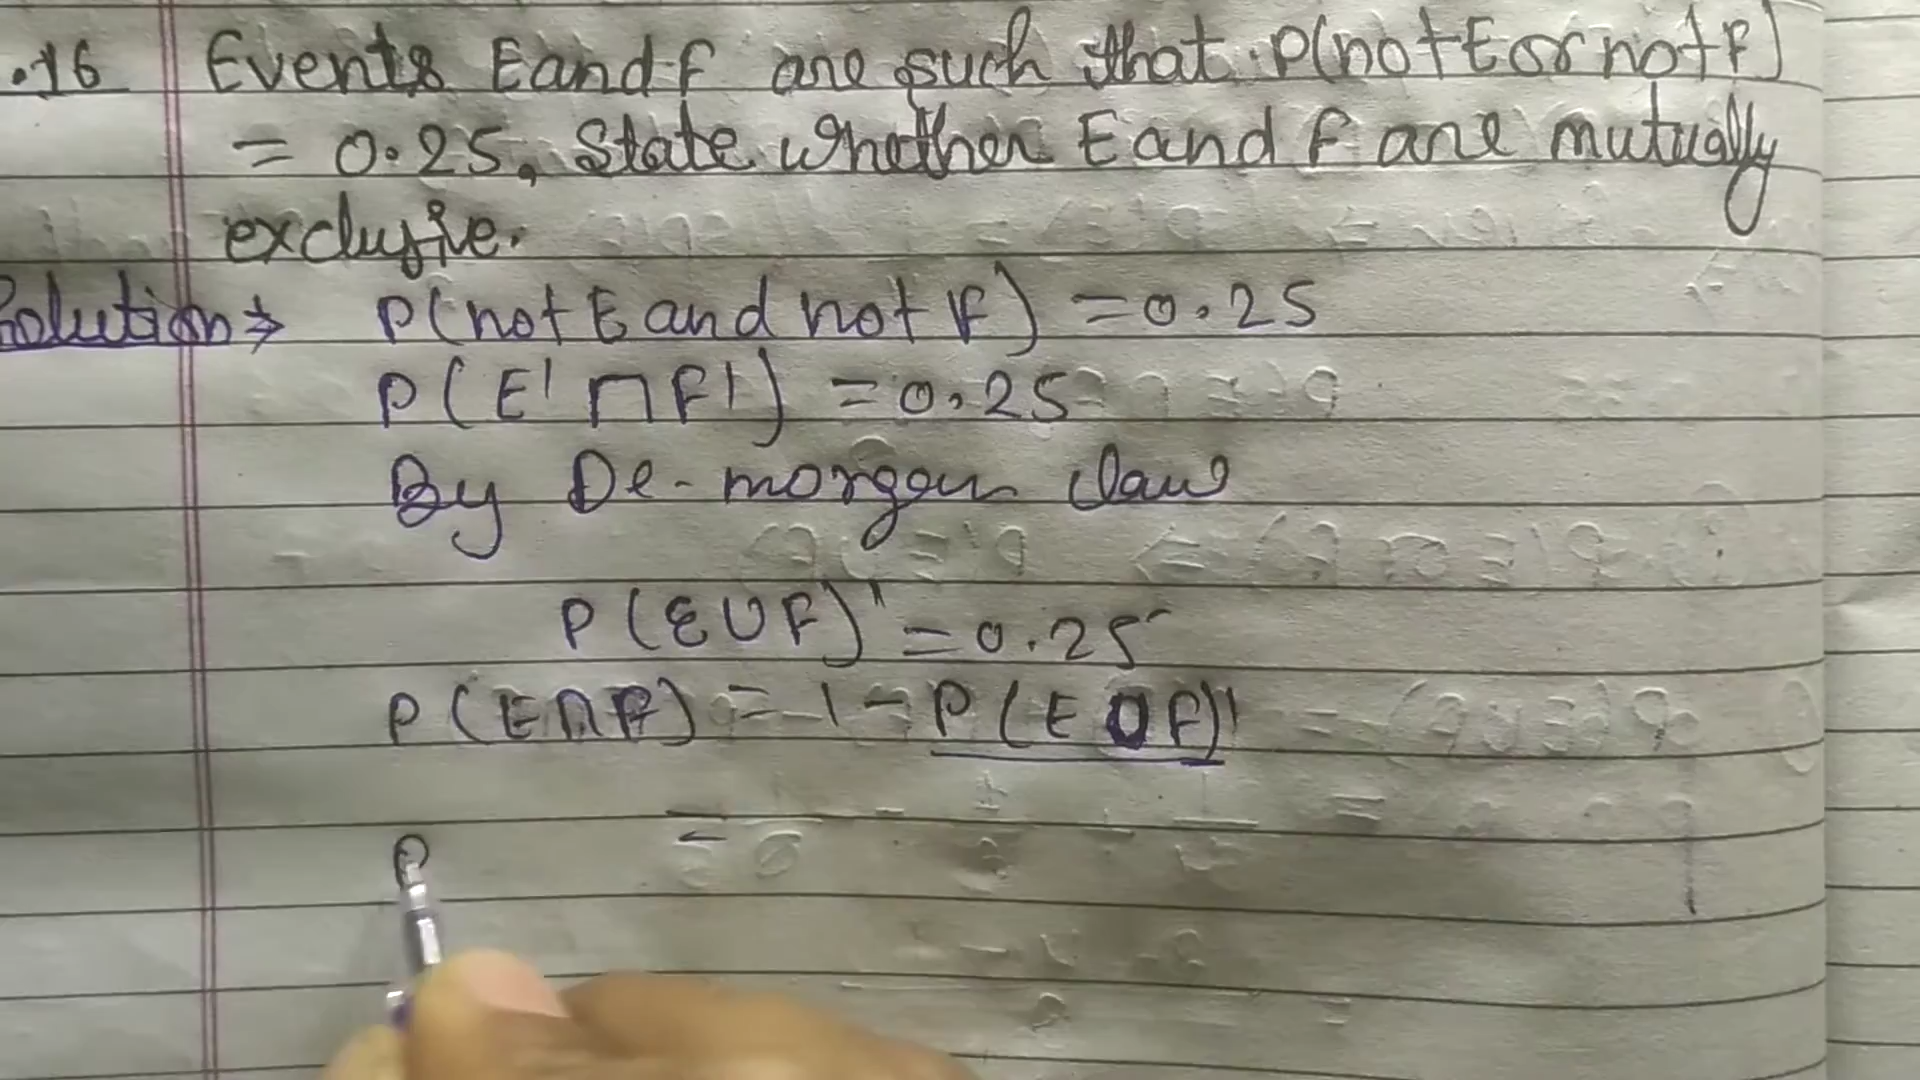 .16 Events E and F are such that P(not E or not F)
= 0.25, State whether E and F are mutually
exclusive.
Solution ⇒ P(not E and not F) = 0.25
P(E' ∩ F') = 0.25
By De-morgan law
P(E∪F)' = 0.25
P(E∩F) = 1 - P(E∪F)'
P